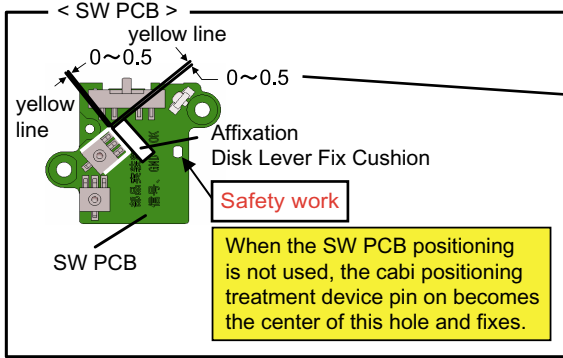 < SW PCB >
yellow line
0~0.5
0~0.5
yellow
line
Affixation
Disk Lever Fix Cushion
Safety work
SW PCB
When the SW PCB positioning
is not used, the cabi positioning
treatment device pin on becomes
the center of this hole and fixes.